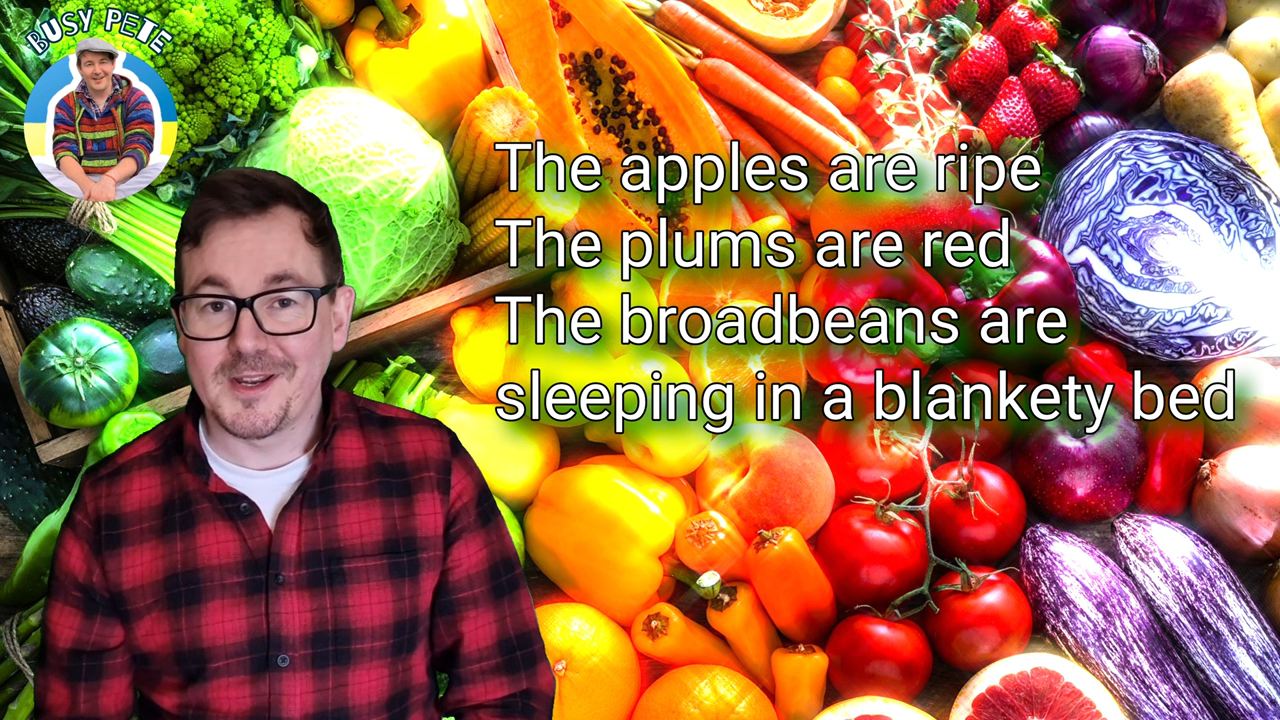 BUSY PETE
The apples are ripe
The plums are red
The broadbeans are
sleeping in a blankety bed